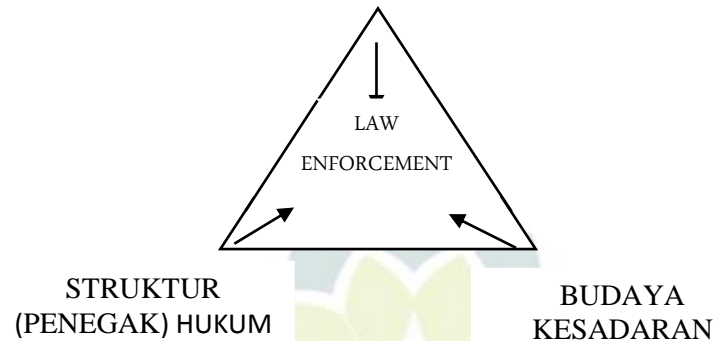 LAW
ENFORCEMENT
STRUKTUR
(PENEGAK) HUKUM
BUDAYA
KESADARAN